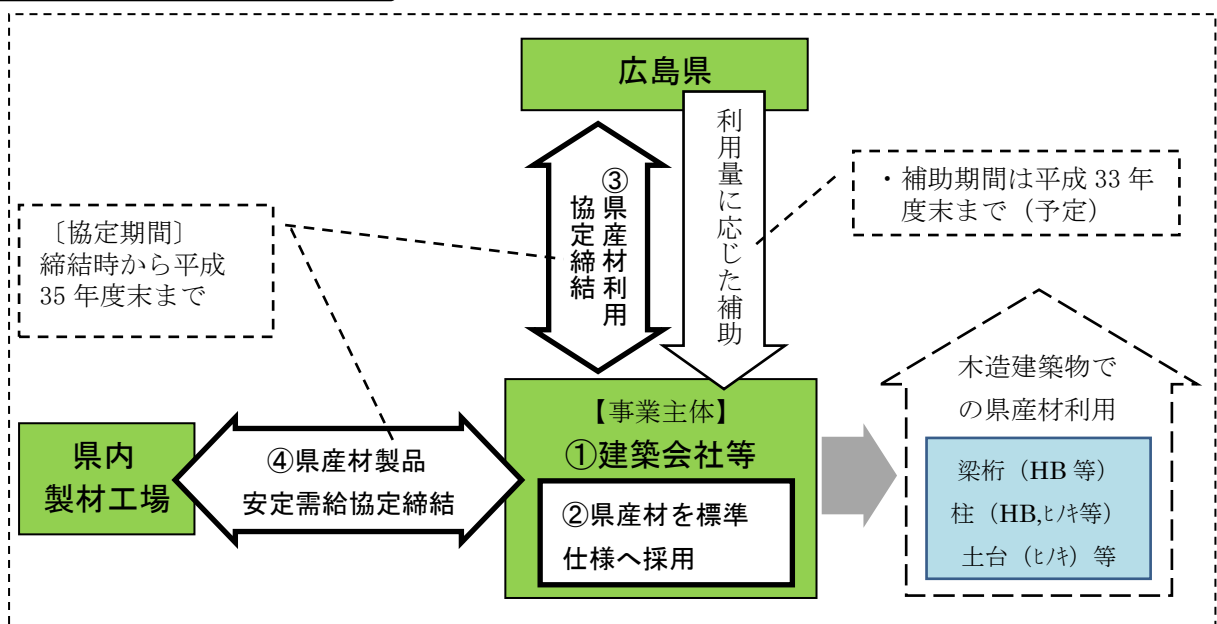 広島県
利用量に応じた補助
③県産材利用
協定締結
・補助期間は平成 33 年
度末まで（予定）
〔協定期間〕
締結時から平成
35 年度末まで
県内
製材工場
④県産材製品
安定需給協定締結
【事業主体】
①建築会社等
②県産材を標準
仕様へ採用
木造建築物で
の県産材利用
梁桁（HB 等）
柱（HB,ﾋﾉｷ等）
土台（ﾋﾉｷ）等